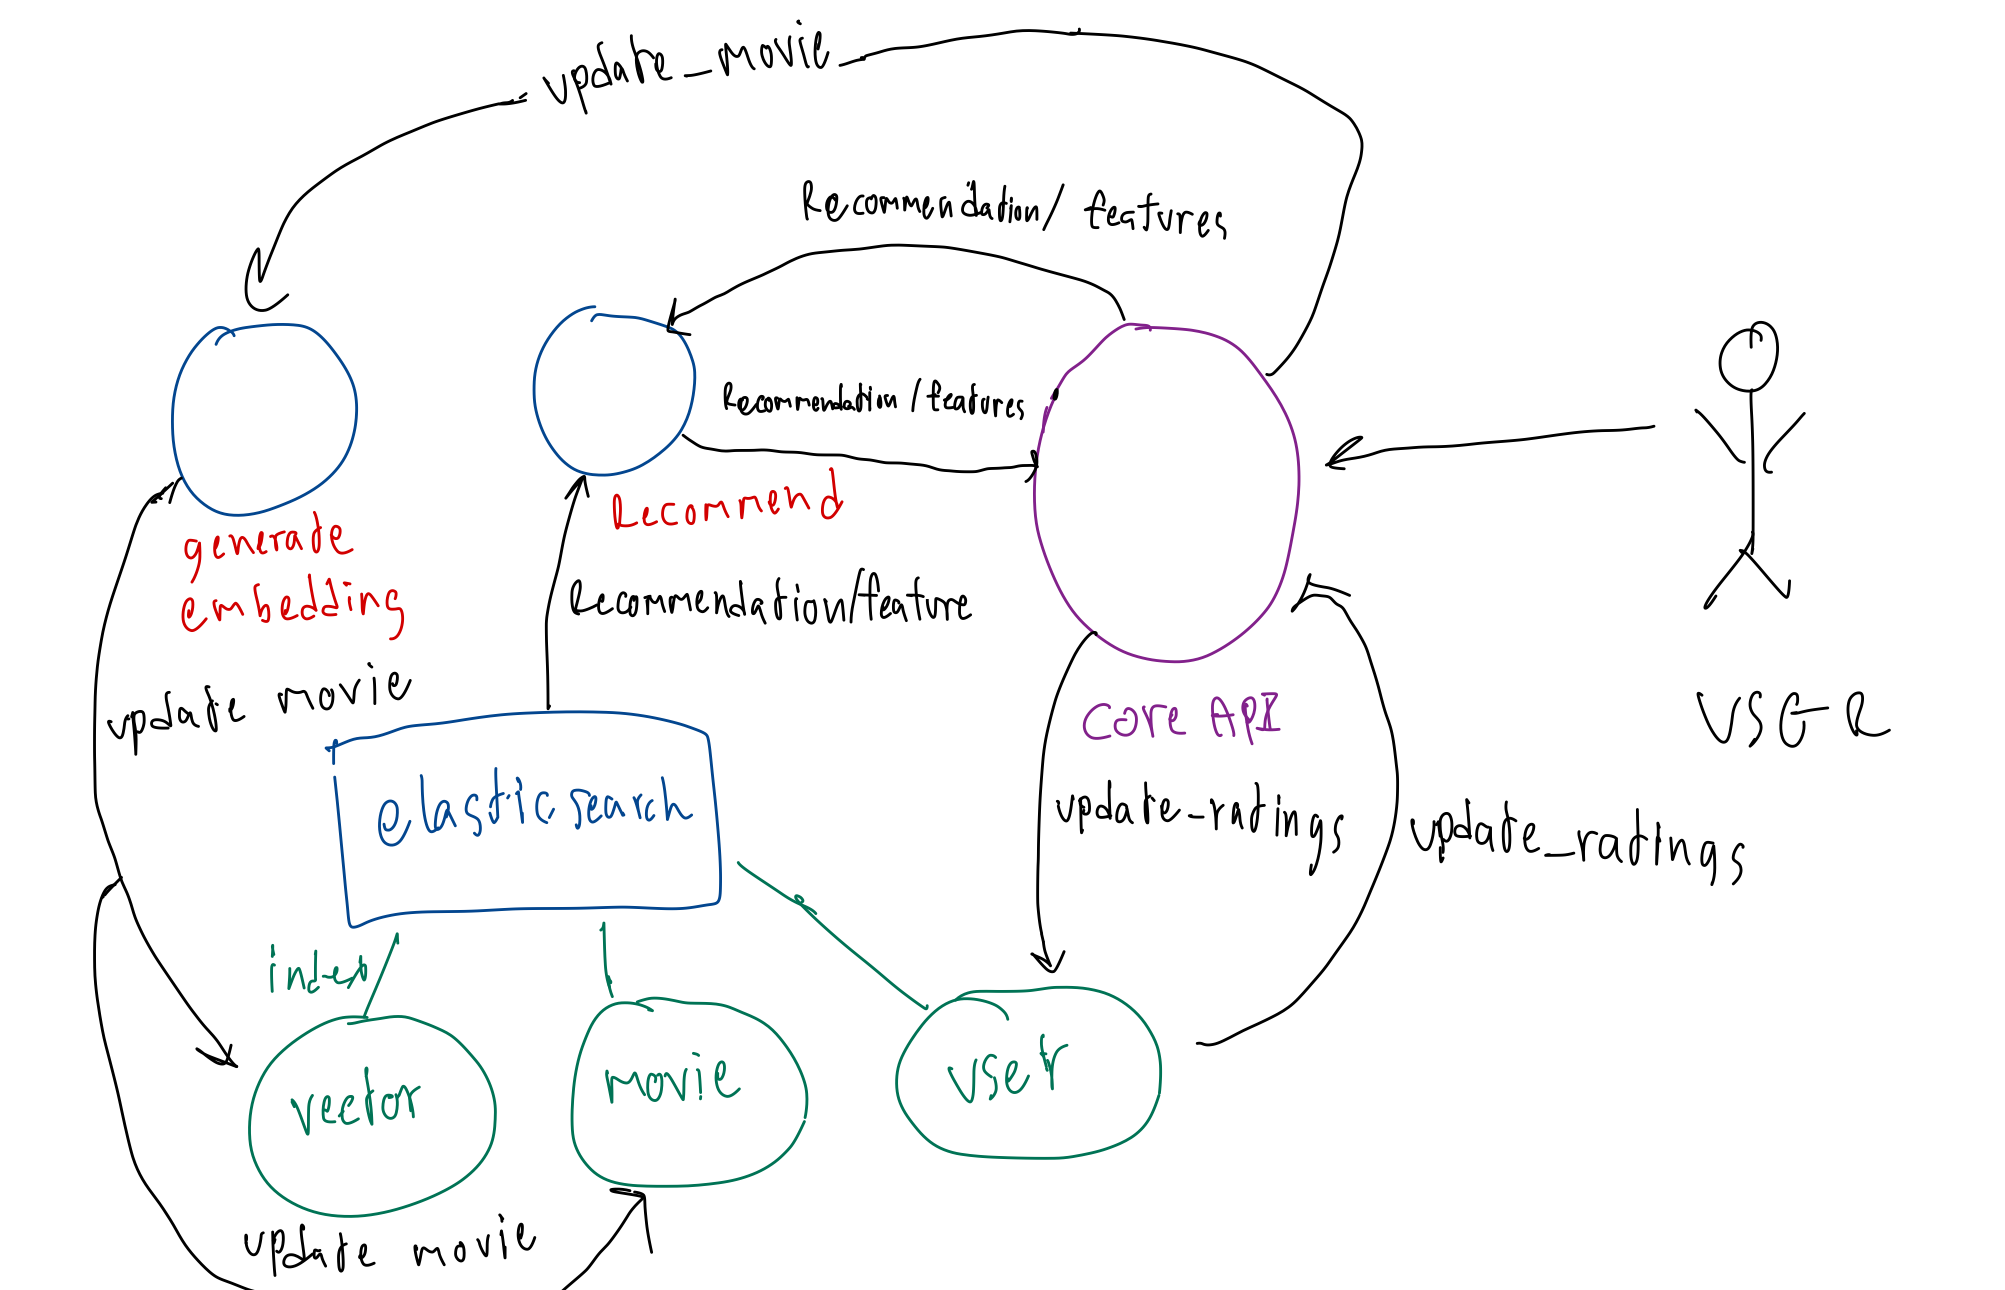 update_movie
Recommendation/ features
Recommendation/features
Recommend
generate
embedding
Recommendation/feature
update movie
core API
USER
elasticsearch
update_ratings
update_ratings
index
vector
movie
user
update movie